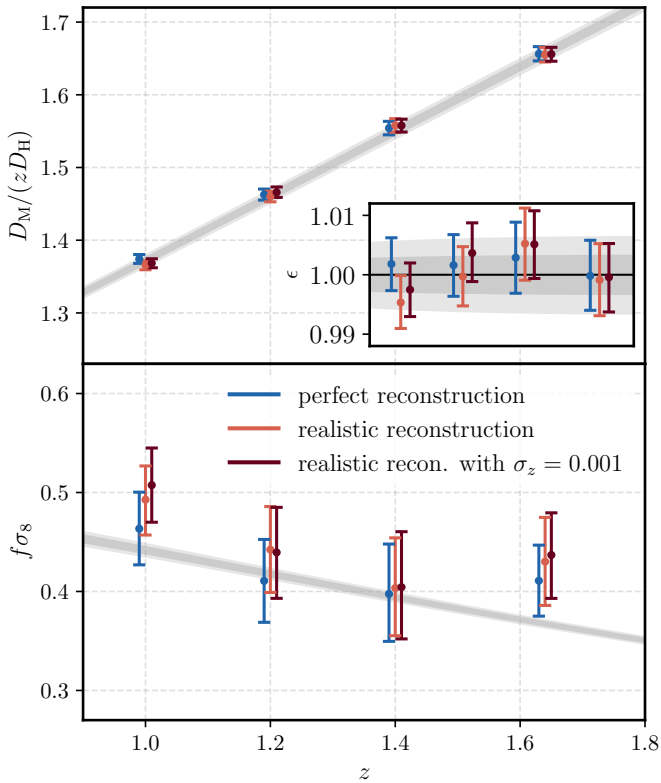 1.7
1.6
1.5
1.4
1.3
D_M/(zD_H)
1.01
1.00
0.99
ϵ
perfect reconstruction
realistic reconstruction
realistic recon. with σ_z = 0.001
0.6
0.5
0.4
0.3
fσ_8
1.0 1.2 1.4 1.6 1.8
z